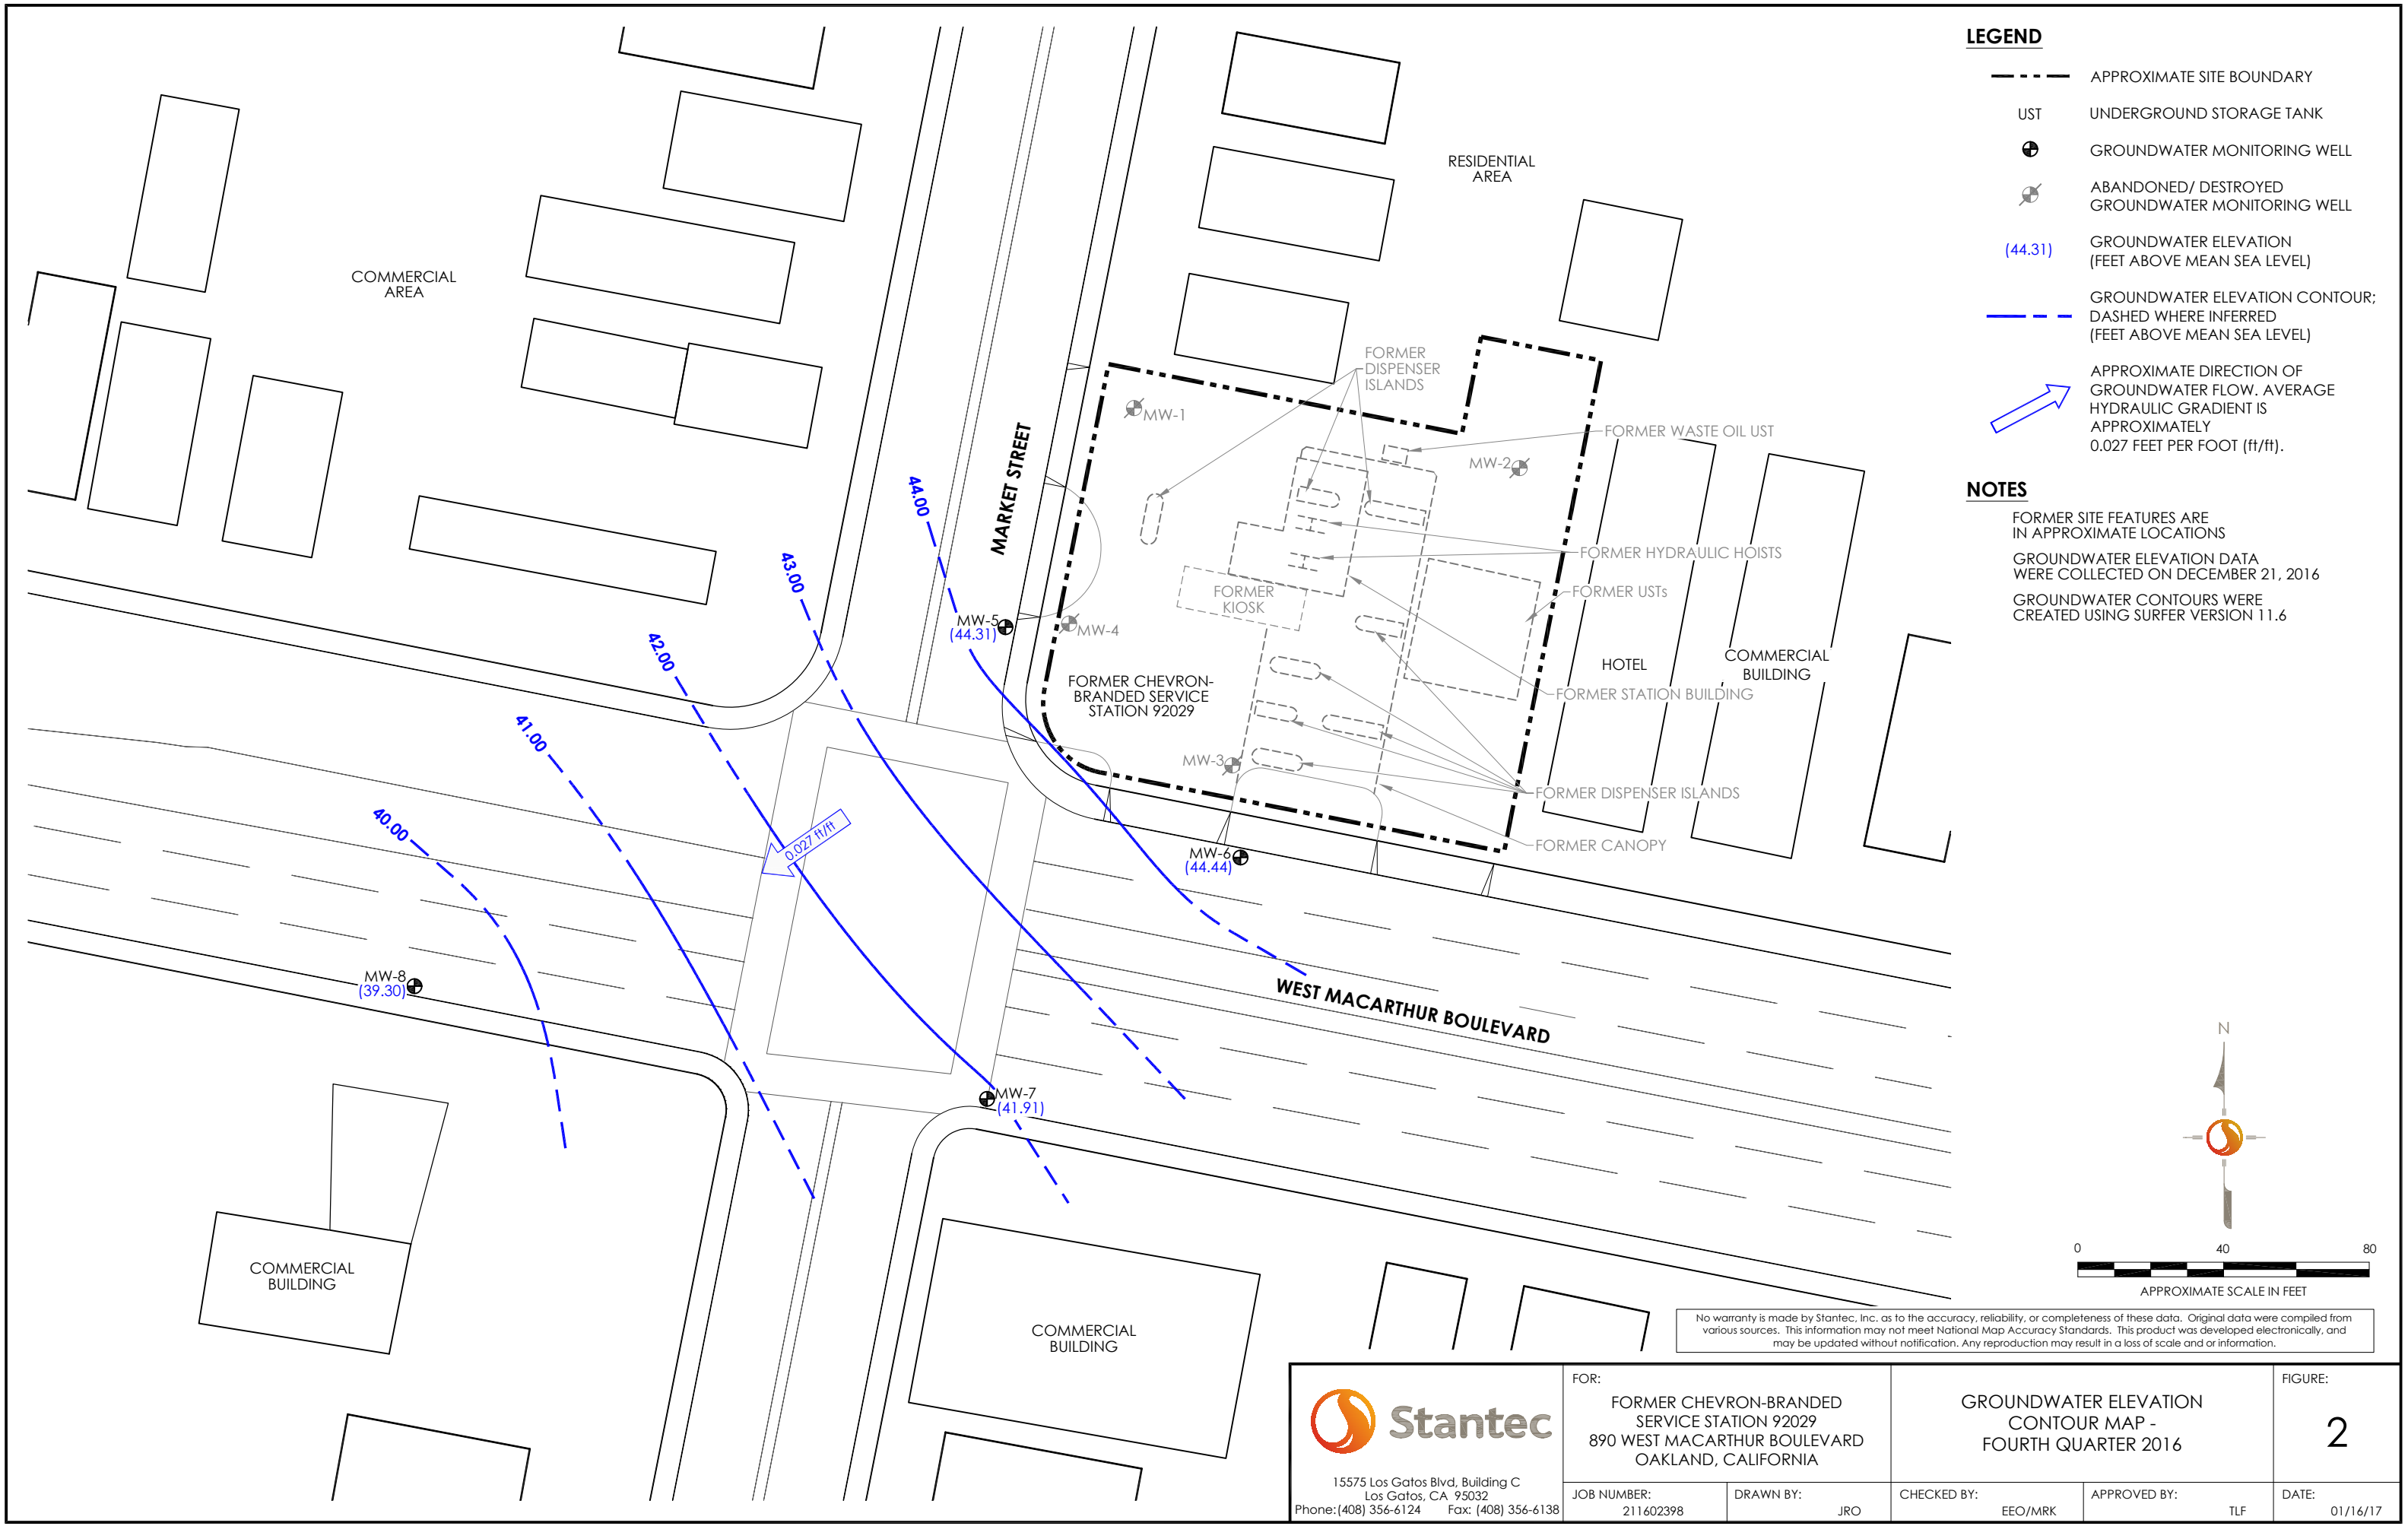 LEGEND
APPROXIMATE SITE BOUNDARY
UST
UNDERGROUND STORAGE TANK
GROUNDWATER MONITORING WELL
ABANDONED/ DESTROYED
GROUNDWATER MONITORING WELL
(44.31)
GROUNDWATER ELEVATION
(FEET ABOVE MEAN SEA LEVEL)
GROUNDWATER ELEVATION CONTOUR;
DASHED WHERE INFERRED
(FEET ABOVE MEAN SEA LEVEL)
APPROXIMATE DIRECTION OF
GROUNDWATER FLOW. AVERAGE
HYDRAULIC GRADIENT IS
APPROXIMATELY
0.027 FEET PER FOOT (ft/ft).
NOTES
FORMER SITE FEATURES ARE
IN APPROXIMATE LOCATIONS
GROUNDWATER ELEVATION DATA
WERE COLLECTED ON DECEMBER 21, 2016
GROUNDWATER CONTOURS WERE
CREATED USING SURFER VERSION 11.6
RESIDENTIAL
AREA
COMMERCIAL
AREA
FORMER
DISPENSER
ISLANDS
MW-1
FORMER WASTE OIL UST
MW-2
MARKET STREET
44.00
43.00
42.00
41.00
40.00
FORMER HYDRAULIC HOISTS
FORMER USTs
FORMER
KIOSK
MW-5
(44.31)
MW-4
HOTEL
COMMERCIAL
BUILDING
FORMER CHEVRON-
BRANDED SERVICE
STATION 92029
FORMER STATION BUILDING
MW-3
FORMER DISPENSER ISLANDS
FORMER CANOPY
0.027 ft/ft
MW-6
(44.44)
MW-8
(39.30)
WEST MACARTHUR BOULEVARD
MW-7
(41.91)
COMMERCIAL
BUILDING
COMMERCIAL
BUILDING
N
0 40 80
APPROXIMATE SCALE IN FEET
No warranty is made by Stantec, Inc. as to the accuracy, reliability, or completeness of these data. Original data were compiled from
various sources. This information may not meet National Map Accuracy Standards. This product was developed electronically, and
may be updated without notification. Any reproduction may result in a loss of scale and or information.
Stantec
15575 Los Gatos Blvd, Building C
Los Gatos, CA 95032
Phone:(408) 356-6124 Fax: (408) 356-6138
FOR:
FORMER CHEVRON-BRANDED
SERVICE STATION 92029
890 WEST MACARTHUR BOULEVARD
OAKLAND, CALIFORNIA
GROUNDWATER ELEVATION
CONTOUR MAP -
FOURTH QUARTER 2016
FIGURE:
2
JOB NUMBER:
211602398
DRAWN BY:
JRO
CHECKED BY:
EEO/MRK
APPROVED BY:
TLF
DATE:
01/16/17